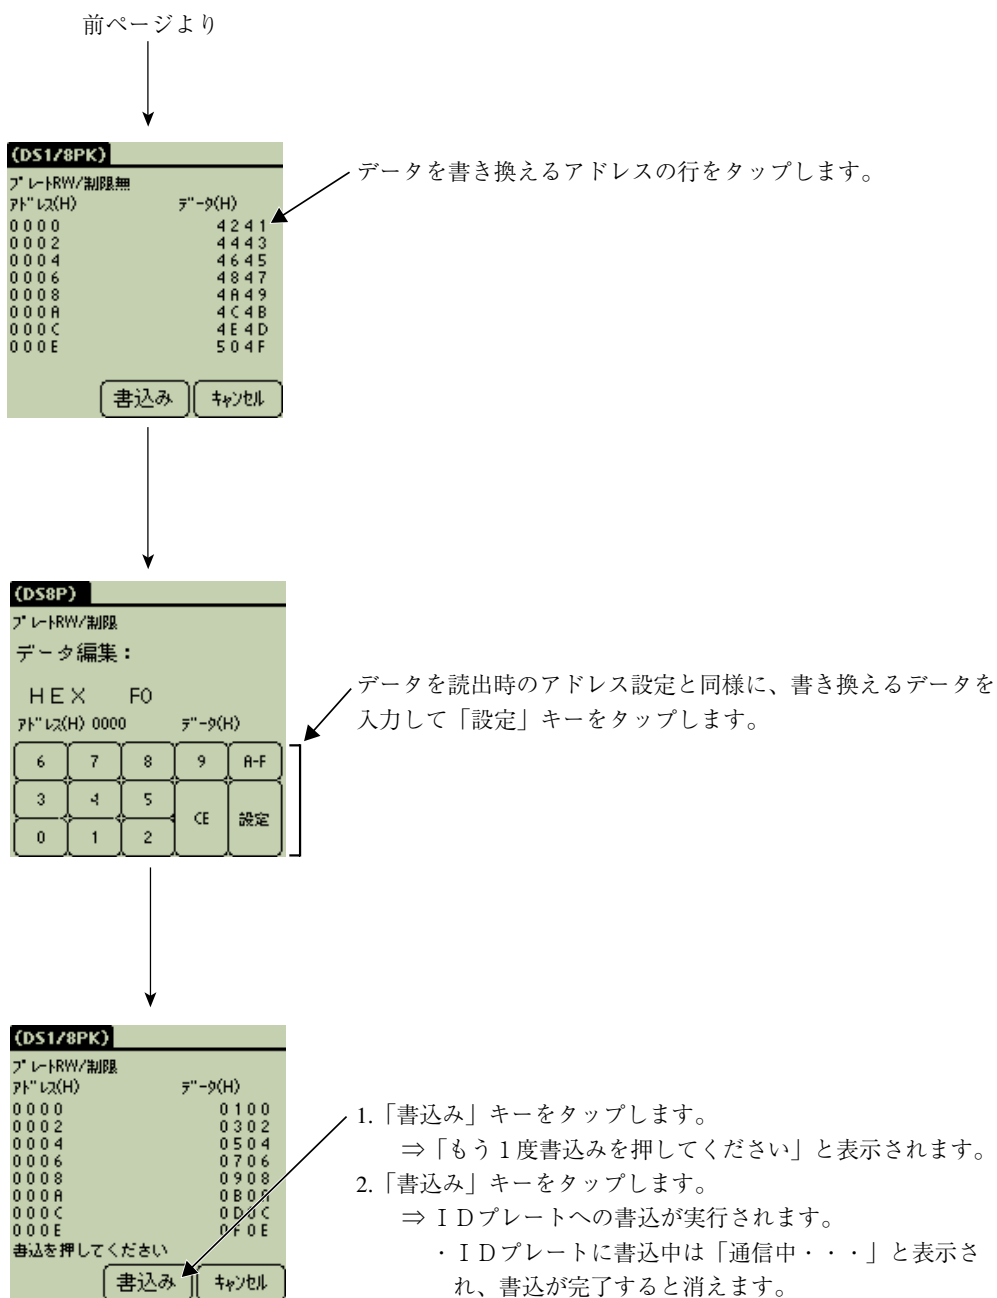 前ページより
(DS1/8PK)
プレートRW/制限無
アドレス(H) データ(H)
0000 4241
0002 4443
0004 4645
0006 4847
0008 4A49
000A 4C4B
000C 4E4D
000E 504F
書込み キャンセル
データを書き換えるアドレスの行をタップします。
(DS8P)
プレートRW/制限
データ編集：
HEX F0
アドレス(H) 0000 データ(H)
6 7 8 9 A-F
3 4 5 CE 設定
0 1 2
データを読出時のアドレス設定と同様に、書き換えるデータを
入力して「設定」キーをタップします。
(DS1/8PK)
プレートRW/制限
アドレス(H) データ(H)
0000 0100
0002 0302
0004 0504
0006 0706
0008 0908
000A 0B0A
000C 0D0C
000E 0F0E
書込を押してください
書込み キャンセル
1.「書込み」キーをタップします。
⇒「もう１度書込みを押してください」と表示されます。
2.「書込み」キーをタップします。
⇒ＩＤプレートへの書込が実行されます。
・ＩＤプレートに書込中は「通信中・・・」と表示さ
れ、書込が完了すると消えます。